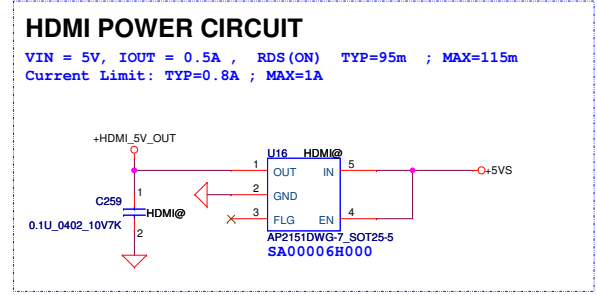 HDMI POWER CIRCUIT
VIN = 5V, IOUT = 0.5A , RDS(ON) TYP=95m ; MAX=115m
Current Limit: TYP=0.8A ; MAX=1A
+HDMI_5V_OUT
U16 HDMI@
1 OUT IN 5
+5VS
2 GND
3 FLG EN 4
C259
1
HDMI@
0.1U_0402_10V7K
2
AP2151DWG-7_SOT25-5
SA00006H000